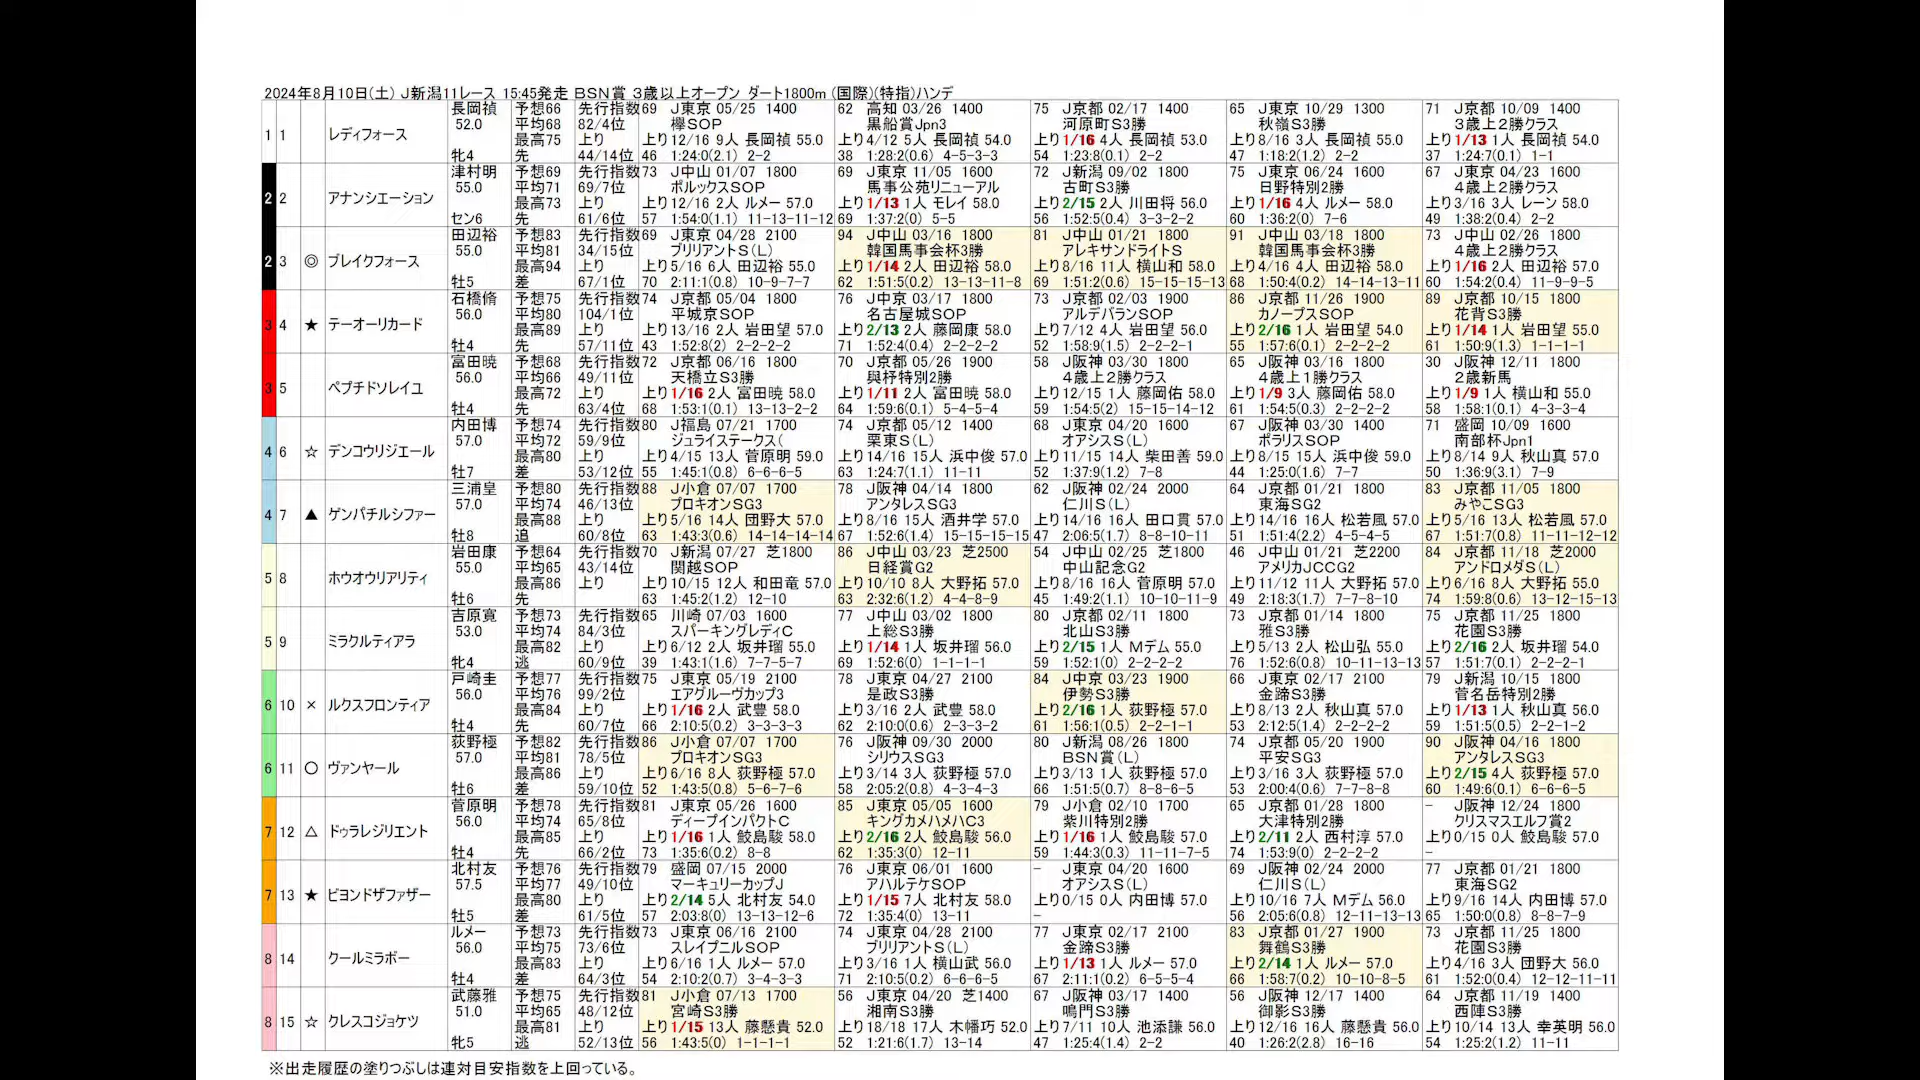 2024年8月10日(土) J新潟11レース 15:45発走 BSN賞 3歳以上オープン ダート1800m (国際)(特指)ハンデ
長岡禎 予想66 先行指数69 J東京 05/25 1400 62 高知 03/26 1400 75 J京都 02/17 1400 65 J東京 10/29 1300 71 J京都 10/09 1400
52.0 平均68 82/4位 欅SOP 黒船賞Jpn3 河原町S3勝 秋嶺S3勝 3歳上2勝クラス
1 1 レディフォース 最高75 上り 上り12/16 9人 長岡禎 55.0 上り4/12 5人 長岡禎 54.0 上り1/16 4人 長岡禎 53.0 上り8/16 3人 長岡禎 55.0 上り1/13 1人 長岡禎 54.0
牝4 先 44/14位 46 1:24:0(2.1) 2-2 38 1:28:2(0.6) 4-5-3-3 54 1:23:8(0.1) 2-2 47 1:18:2(1.2) 2-2 37 1:24:7(0.1) 1-1
津村明 予想69 先行指数73 J中山 01/07 1800 69 J東京 11/05 1600 72 J新潟 09/02 1800 75 J東京 06/24 1600 67 J東京 04/23 1600
55.0 平均71 69/7位 ポルックスSOP 馬事公苑リニューアル 古町S3勝 日野特別2勝 4歳上2勝クラス
2 2 アナンシエーション 最高73 上り 上り12/16 2人 ルメー 57.0 上り1/13 1人 モレイ 58.0 上り2/15 2人 川田将 56.0 上り1/16 4人 ルメー 58.0 上り3/16 3人 レーン 58.0
セン6 先 61/6位 57 1:54:0(1.1) 11-13-11-12 69 1:37:2(0) 5-5 56 1:52:5(0.4) 3-3-2-2 60 1:36:2(0) 7-6 49 1:38:2(0.4) 2-2
田辺裕 予想83 先行指数69 J東京 04/28 2100 94 J中山 03/16 1800 81 J中山 01/21 1800 91 J中山 03/18 1800 73 J中山 02/26 1800
55.0 平均81 34/15位 ブリリアントS(L) 韓国馬事会杯3勝 アレキサンドライトS 韓国馬事会杯3勝 4歳上2勝クラス
2 3 ◎ ブレイクフォース 最高94 上り 上り5/16 6人 田辺裕 55.0 上り1/14 2人 田辺裕 58.0 上り8/16 11人 横山和 58.0 上り4/16 4人 田辺裕 58.0 上り1/16 2人 田辺裕 57.0
牡5 差 67/1位 70 2:11:1(0.8) 10-9-7-7 62 1:51:5(0.2) 13-13-11-8 69 1:51:2(0.6) 15-15-15-13 68 1:50:4(0.2) 14-14-13-11 60 1:54:2(0.4) 11-9-9-5
石橋脩 予想75 先行指数74 J京都 05/04 1800 76 J中京 03/17 1800 73 J京都 02/03 1900 86 J京都 11/26 1900 89 J京都 10/15 1800
56.0 平均80 104/1位 平城京SOP 名古屋城SOP アルデバランSOP カノープスSOP 花背S3勝
3 4 ★ テーオーリカード 最高89 上り 上り13/16 2人 岩田望 57.0 上り2/13 2人 藤岡康 58.0 上り7/12 4人 岩田望 56.0 上り2/16 1人 岩田望 54.0 上り1/14 1人 岩田望 55.0
牡4 先 57/11位 43 1:52:8(2) 2-2-2-2 71 1:52:4(0.4) 2-2-2-2 52 1:58:9(1.5) 2-2-2-1 55 1:57:6(0.1) 2-2-2-2 61 1:50:9(1.3) 1-1-1-1
富田暁 予想68 先行指数72 J京都 06/16 1800 70 J京都 05/26 1900 58 J阪神 03/30 1800 65 J阪神 03/16 1800 30 J阪神 12/11 1800
56.0 平均66 49/11位 天橋立S3勝 與杼特別2勝 4歳上2勝クラス 4歳上1勝クラス 2歳新馬
3 5 ペプチドソレイユ 最高72 上り 上り1/16 2人 富田暁 58.0 上り1/11 2人 富田暁 58.0 上り12/15 1人 藤岡佑 58.0 上り1/9 3人 藤岡佑 58.0 上り1/9 1人 横山和 55.0
牡4 先 63/4位 68 1:53:1(0.1) 13-13-2-2 64 1:59:6(0.1) 5-4-5-4 59 1:54:5(2) 15-15-14-12 61 1:54:5(0.3) 2-2-2-2 58 1:58:1(0.1) 4-3-3-4
内田博 予想74 先行指数80 J福島 07/21 1700 74 J京都 05/12 1400 68 J東京 04/20 1600 67 J阪神 03/30 1400 71 盛岡 10/09 1600
57.0 平均72 59/9位 ジュライステークス( 栗東S(L) オアシスS(L) ポラリスSOP 南部杯Jpn1
4 6 ☆ デンコウリジエール 最高80 上り 上り4/15 13人 菅原明 59.0 上り14/16 15人 浜中俊 57.0 上り11/15 14人 柴田善 59.0 上り8/15 15人 浜中俊 59.0 上り8/14 9人 秋山真 57.0
牡7 差 53/12位 55 1:45:1(0.8) 6-6-6-5 63 1:24:7(1.1) 11-11 52 1:37:9(1.2) 7-8 44 1:25:0(1.6) 7-7 50 1:36:9(3.1) 7-9
三浦皇 予想80 先行指数88 J小倉 07/07 1700 78 J阪神 04/14 1800 62 J阪神 02/24 2000 64 J京都 01/21 1800 83 J京都 11/05 1800
57.0 平均74 46/13位 プロキオンSG3 アンタレスSG3 仁川S(L) 東海SG2 みやこSG3
4 7 ▲ ゲンパチルシファー 最高88 上り 上り5/16 14人 団野大 57.0 上り8/16 15人 酒井学 57.0 上り14/16 16人 田口貫 57.0 上り14/16 16人 松若風 57.0 上り5/16 13人 松若風 57.0
牡8 追 60/8位 63 1:43:3(0.6) 14-14-14-14 67 1:52:6(1.4) 15-15-15-15 47 2:06:5(1.7) 8-8-10-11 51 1:51:4(2.2) 4-5-4-5 67 1:51:7(0.8) 11-11-12-12
岩田康 予想64 先行指数70 J新潟 07/27 芝1800 86 J中山 03/23 芝2500 54 J中山 02/25 芝1800 46 J中山 01/21 芝2200 84 J京都 11/18 芝2000
55.0 平均65 43/14位 関越SOP 日経賞G2 中山記念G2 アメリカJCCG2 アンドロメダS(L)
5 8 ホウオウリアリティ 最高86 上り 上り10/15 12人 和田竜 57.0 上り10/10 8人 大野拓 57.0 上り8/16 16人 菅原明 57.0 上り11/12 11人 大野拓 57.0 上り6/16 8人 大野拓 55.0
牡6 先 63 1:45:2(1.2) 12-10 63 2:32:6(1.2) 4-4-8-9 45 1:49:2(1.1) 10-10-11-9 49 2:18:3(1.7) 7-7-8-10 74 1:59:8(0.6) 13-12-15-13
吉原寛 予想73 先行指数65 川崎 07/03 1600 77 J中山 03/02 1800 80 J京都 02/11 1800 73 J京都 01/14 1800 75 J京都 11/25 1800
53.0 平均74 84/3位 スパーキングレディC 上総S3勝 北山S3勝 雅S3勝 花園S3勝
5 9 ミラクルティアラ 最高82 上り 上り6/12 2人 坂井瑠 55.0 上り1/14 1人 坂井瑠 56.0 上り2/15 1人 Mデム 55.0 上り5/13 2人 松山弘 55.0 上り2/16 2人 坂井瑠 54.0
牝4 逃 60/9位 39 1:43:1(1.6) 7-7-5-7 69 1:52:6(0) 1-1-1-1 59 1:52:1(0) 2-2-2-2 76 1:52:6(0.8) 10-11-13-13 57 1:51:7(0.1) 2-2-2-1
戸崎圭 予想77 先行指数75 J東京 05/19 2100 78 J東京 04/27 2100 84 J中京 03/23 1900 66 J東京 02/17 2100 79 J新潟 10/15 1800
56.0 平均76 99/2位 エアグルーヴカップ3 是政S3勝 伊勢S3勝 金蹄S3勝 菅名岳特別2勝
6 10 × ルクスフロンティア 最高84 上り 上り1/16 2人 武豊 58.0 上り3/16 2人 武豊 58.0 上り2/16 1人 荻野極 57.0 上り8/13 2人 秋山真 57.0 上り1/13 1人 秋山真 56.0
牡4 先 60/7位 66 2:10:5(0.2) 3-3-3-3 62 2:10:0(0.6) 2-3-3-2 61 1:56:1(0.5) 2-2-1-1 53 2:12:5(1.4) 2-2-2-2 59 1:51:5(0.5) 2-2-1-2
荻野極 予想82 先行指数86 J小倉 07/07 1700 76 J阪神 09/30 2000 80 J新潟 08/26 1800 74 J京都 05/20 1900 90 J阪神 04/16 1800
57.0 平均81 78/5位 プロキオンSG3 シリウスSG3 BSN賞(L) 平安SG3 アンタレスSG3
6 11 ○ ヴァンヤール 最高86 上り 上り6/16 8人 荻野極 57.0 上り3/14 3人 荻野極 57.0 上り3/13 1人 荻野極 57.0 上り3/16 3人 荻野極 57.0 上り2/15 4人 荻野極 57.0
牡6 差 59/10位 52 1:43:5(0.8) 5-6-7-6 58 2:05:2(0.8) 4-3-4-3 66 1:51:5(0.7) 8-8-6-5 53 2:00:4(0.6) 7-7-8-8 60 1:49:6(0.1) 6-6-6-5
菅原明 予想78 先行指数81 J東京 05/26 1600 85 J東京 05/05 1600 79 J小倉 02/10 1700 65 J京都 01/28 1800 - J阪神 12/24 1800
56.0 平均74 65/8位 ディープインパクトC キングカメハメハC3 紫川特別2勝 大津特別2勝 クリスマスエルフ賞2
7 12 △ ドゥラレジリエント 最高85 上り 上り1/16 1人 鮫島駿 58.0 上り2/16 2人 鮫島駿 56.0 上り1/16 1人 鮫島駿 57.0 上り2/11 2人 西村淳 57.0 上り0/15 0人 鮫島駿 57.0
牡4 先 66/2位 73 1:35:6(0.2) 8-8 62 1:35:3(0) 12-11 59 1:44:3(0.3) 11-11-7-5 74 1:53:9(0) 2-2-2-2 -
北村友 予想76 先行指数79 盛岡 07/15 2000 76 J東京 06/01 1600 - J東京 04/20 1600 69 J阪神 02/24 2000 77 J京都 01/21 1800
57.5 平均77 49/10位 マーキュリーカップJ アハルテケSOP オアシスS(L) 仁川S(L) 東海SG2
7 13 ★ ビヨンドザファザー 最高80 上り 上り2/14 5人 北村友 54.0 上り1/15 7人 北村友 58.0 上り0/15 0人 内田博 57.0 上り10/16 7人 Mデム 56.0 上り9/16 14人 内田博 57.0
牡5 差 61/5位 57 2:03:8(0) 13-13-12-6 72 1:35:4(0) 13-11 - 56 2:05:6(0.8) 12-11-13-13 65 1:50:0(0.8) 8-8-7-9
ルメー 予想73 先行指数73 J東京 06/16 2100 74 J東京 04/28 2100 77 J東京 02/17 2100 83 J京都 01/27 1900 73 J京都 11/25 1800
56.0 平均75 73/6位 スレイプニルSOP ブリリアントS(L) 金蹄S3勝 舞鶴S3勝 花園S3勝
8 14 クールミラボー 最高83 上り 上り6/16 1人 ルメー 57.0 上り3/16 1人 横山武 56.0 上り1/13 1人 ルメー 57.0 上り2/14 1人 ルメー 57.0 上り4/16 3人 団野大 56.0
牡4 差 64/3位 54 2:10:2(0.7) 3-4-3-3 71 2:10:5(0.2) 6-6-6-5 67 2:11:1(0.2) 6-5-5-4 66 1:58:7(0.2) 10-10-8-5 61 1:52:0(0.4) 12-12-11-11
武藤雅 予想75 先行指数81 J小倉 07/13 1700 56 J東京 04/20 芝1400 67 J阪神 03/17 1400 56 J阪神 12/17 1400 64 J京都 11/19 1400
51.0 平均65 48/12位 宮崎S3勝 湘南S3勝 鳴門S3勝 御影S3勝 西陣S3勝
8 15 ☆ クレスコジョケツ 最高81 上り 上り1/15 13人 藤懸貴 52.0 上り18/18 17人 木幡巧 52.0 上り7/11 10人 池添謙 56.0 上り12/16 16人 藤懸貴 56.0 上り10/14 13人 幸英明 56.0
牝5 逃 52/13位 56 1:43:5(0) 1-1-1-1 52 1:21:6(1.7) 13-14 47 1:25:4(1.4) 2-2 40 1:26:2(2.8) 16-16 54 1:25:2(1.2) 11-11
※出走履歴の塗りつぶしは連対目安指数を上回っている。